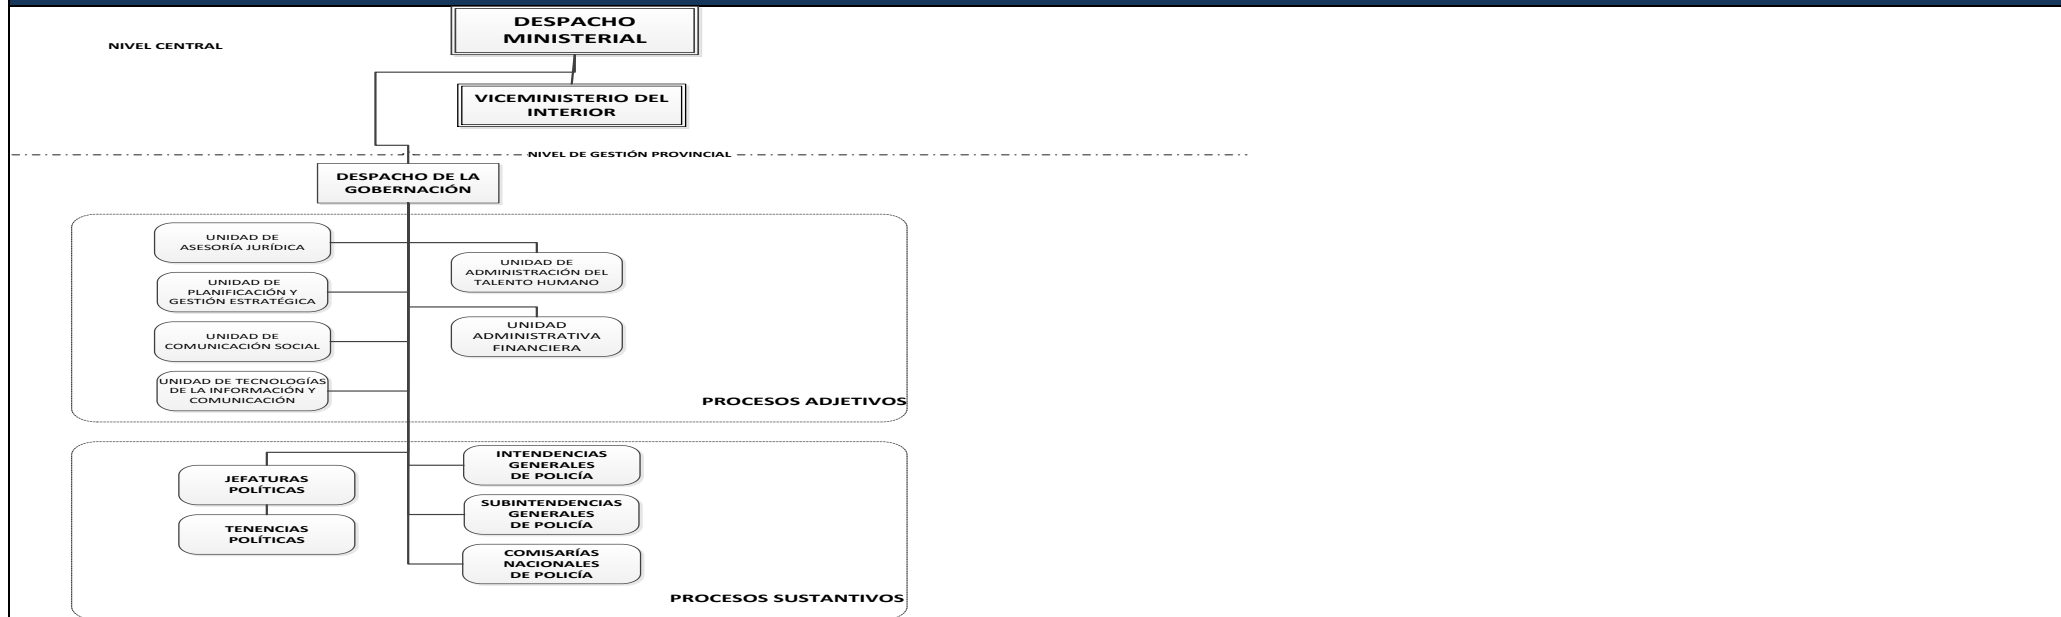 DESPACHO
MINISTERIAL
NIVEL CENTRAL
VICEMINISTERIO DEL
INTERIOR
NIVEL DE GESTIÓN PROVINCIAL
DESPACHO DE LA
GOBERNACIÓN
UNIDAD DE
ASESORÍA JURÍDICA
UNIDAD DE
ADMINISTRACIÓN DEL
TALENTO HUMANO
UNIDAD DE
PLANIFICACIÓN Y
GESTIÓN ESTRATÉGICA
UNIDAD
ADMINISTRATIVA
FINANCIERA
UNIDAD DE
COMUNICACIÓN SOCIAL
UNIDAD DE TECNOLOGÍAS
DE LA INFORMACIÓN Y
COMUNICACIÓN
PROCESOS ADJETIVOS
INTENDENCIAS
GENERALES
DE POLICÍA
JEFATURAS
POLÍTICAS
SUBINTENDENCIAS
GENERALES
DE POLICÍA
TENENCIAS
POLÍTICAS
COMISARÍAS
NACIONALES
DE POLICÍA
PROCESOS SUSTANTIVOS